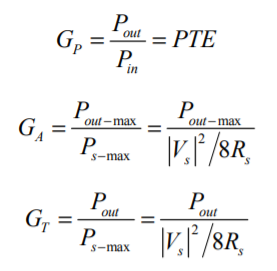 G_P = P_out / P_in = PTE
G_A = P_out-max / P_s-max = P_out-max / |V_s|^2/8R_s
G_T = P_out / P_s-max = P_out / |V_s|^2/8R_s